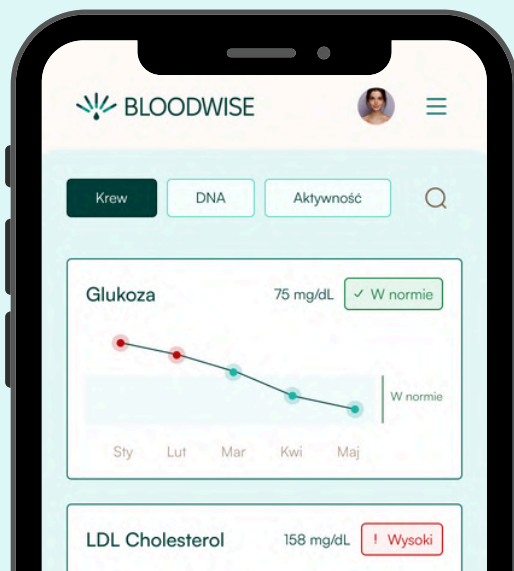 BLOODWISE
Krew DNA Aktywność
Glukoza 75 mg/dL W normie
W normie
Sty Lut Mar Kwi Maj
LDL Cholesterol 158 mg/dL ! Wysoki